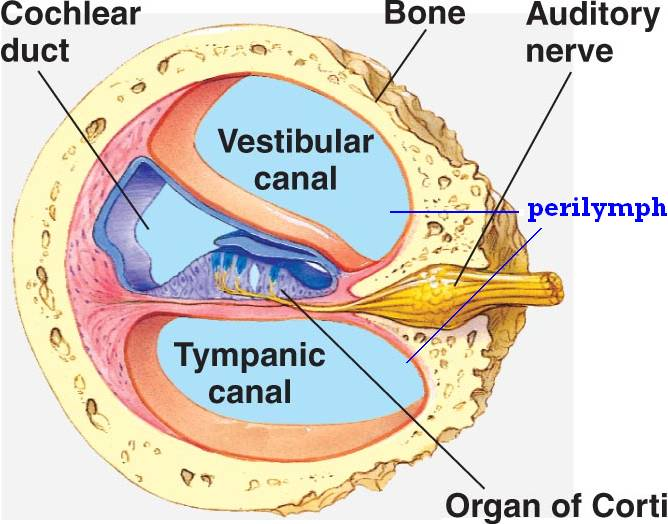 Cochlear
duct
Bone
Auditory
nerve
Vestibular
canal
perilymph
Tympanic
canal
Organ of Corti